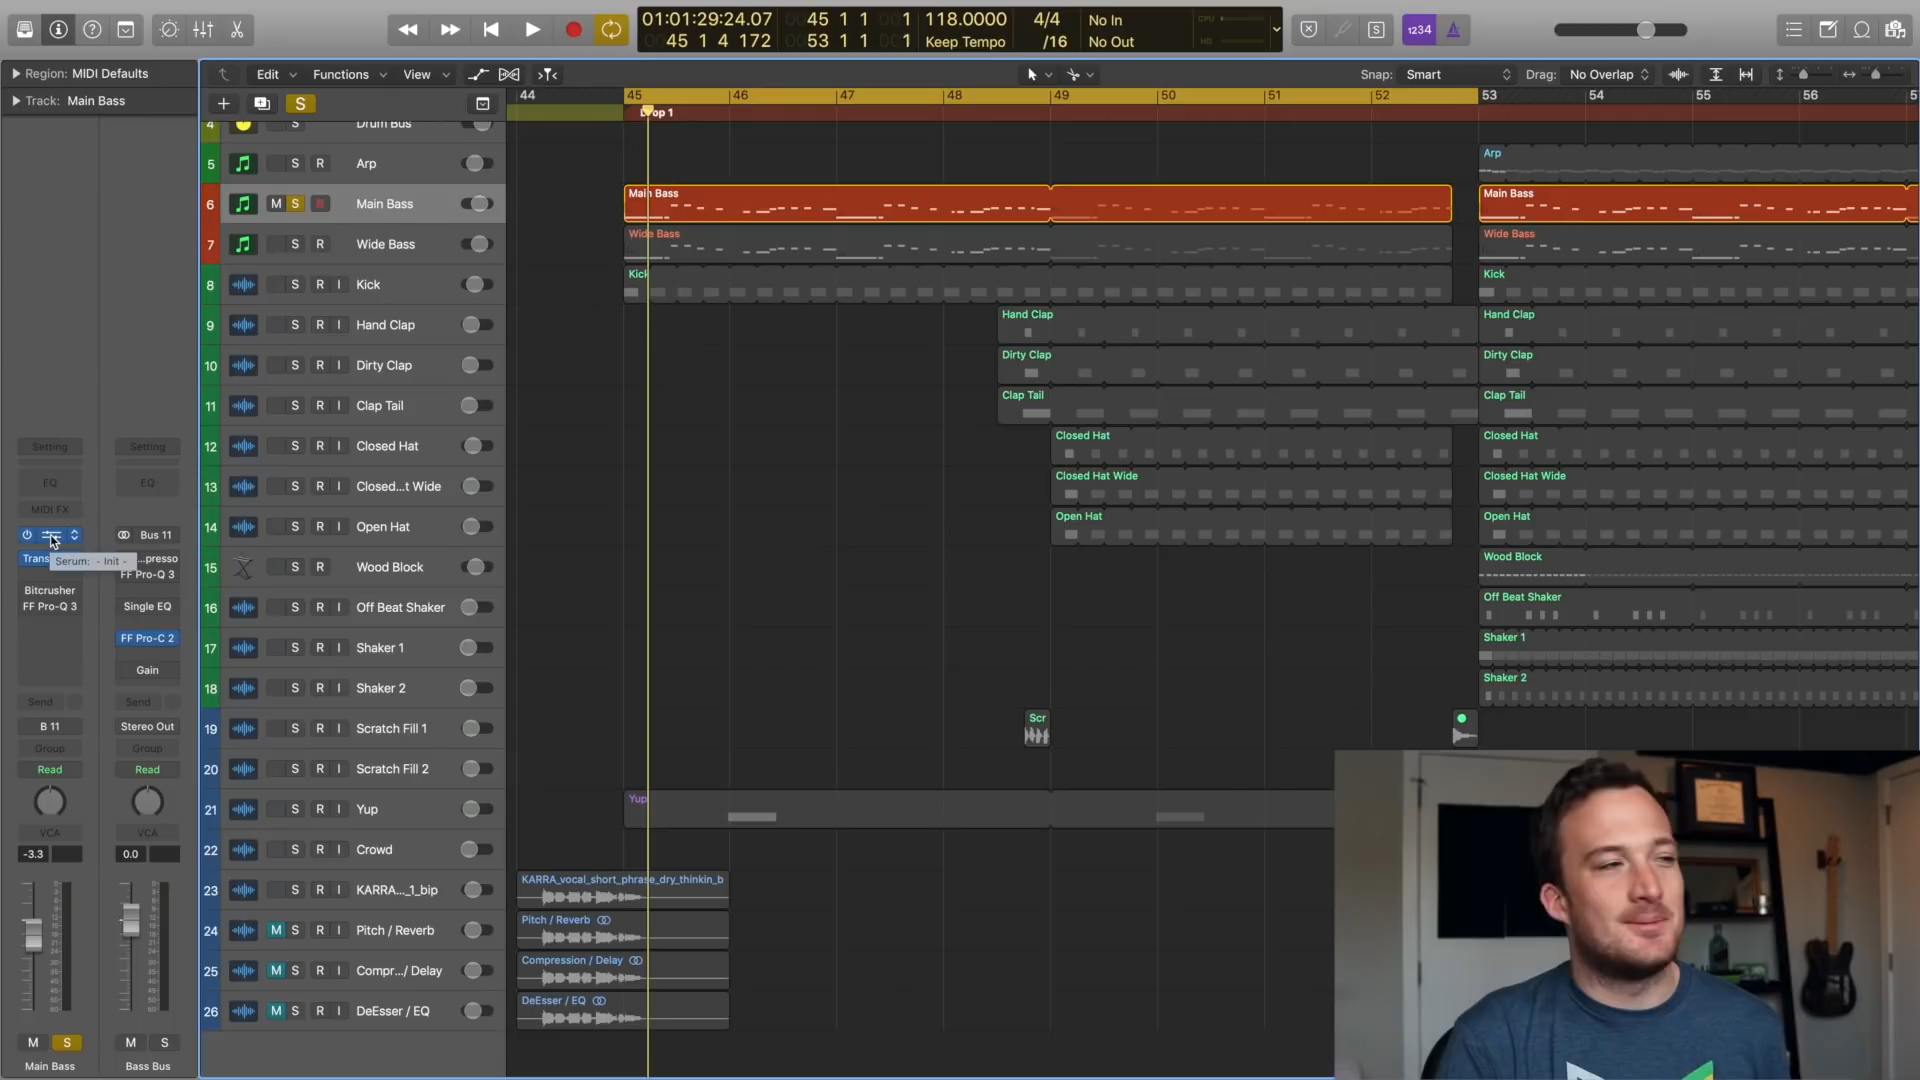 01:01:29:24.07
45 1 1 1
118.0000
4/4
No In
CPU
45 1 4 172
53 1 1 1
Keep Tempo
/16
No Out
HD
1234
Region: MIDI Defaults
Edit
Functions
View
Snap: Smart
Drag: No Overlap
Track: Main Bass
S
44 45 46 47 48 49 50 51 52 53 54 55 56
Drop 1
4 S Drum Bus
5 S R Arp
Arp
6 M S R Main Bass
Main Bass
Main Bass
7 S R Wide Bass
Wide Bass
Wide Bass
8 S R I Kick
Kick
Kick
9 S R I Hand Clap
Hand Clap
Hand Clap
10 S R I Dirty Clap
Dirty Clap
Dirty Clap
11 S R I Clap Tail
Clap Tail
Clap Tail
12 S R I Closed Hat
Closed Hat
Closed Hat
13 S R I Closed...t Wide
Closed Hat Wide
Closed Hat Wide
14 S R I Open Hat
Open Hat
Open Hat
15 S R Wood Block
Wood Block
16 S R I Off Beat Shaker
Off Beat Shaker
17 S R I Shaker 1
Shaker 1
18 S R I Shaker 2
Shaker 2
19 S R I Scratch Fill 1
Scr
20 S R I Scratch Fill 2
21 S R I Yup
Yup
22 S R I Crowd
23 S R I KARRA..._1_bip
KARRA_vocal_short_phrase_dry_thinkin_b
24 M S R I Pitch / Reverb
Pitch / Reverb
25 M S R I Compr.../ Delay
Compression / Delay
26 M S R I DeEsser / EQ
DeEsser / EQ
Setting
Setting
EQ
EQ
MIDI FX
Bus 11
Trans
Serum: - Init -
...presso
FF Pro-Q 3
Bitcrusher
FF Pro-Q 3
Single EQ
FF Pro-C 2
Gain
Send
Send
B 11
Stereo Out
Group
Group
Read
Read
VCA
VCA
-3.3
0.0
M S
M S
Main Bass
Bass Bus